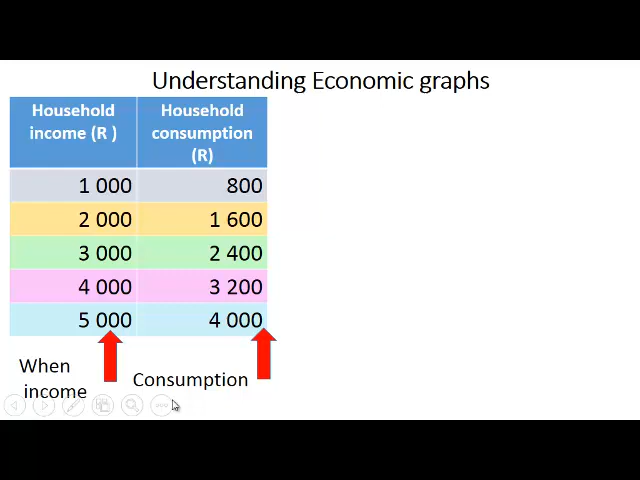 Understanding Economic graphs
Household income (R ) Household consumption (R)
1 000 800
2 000 1 600
3 000 2 400
4 000 3 200
5 000 4 000
When
income
Consumption